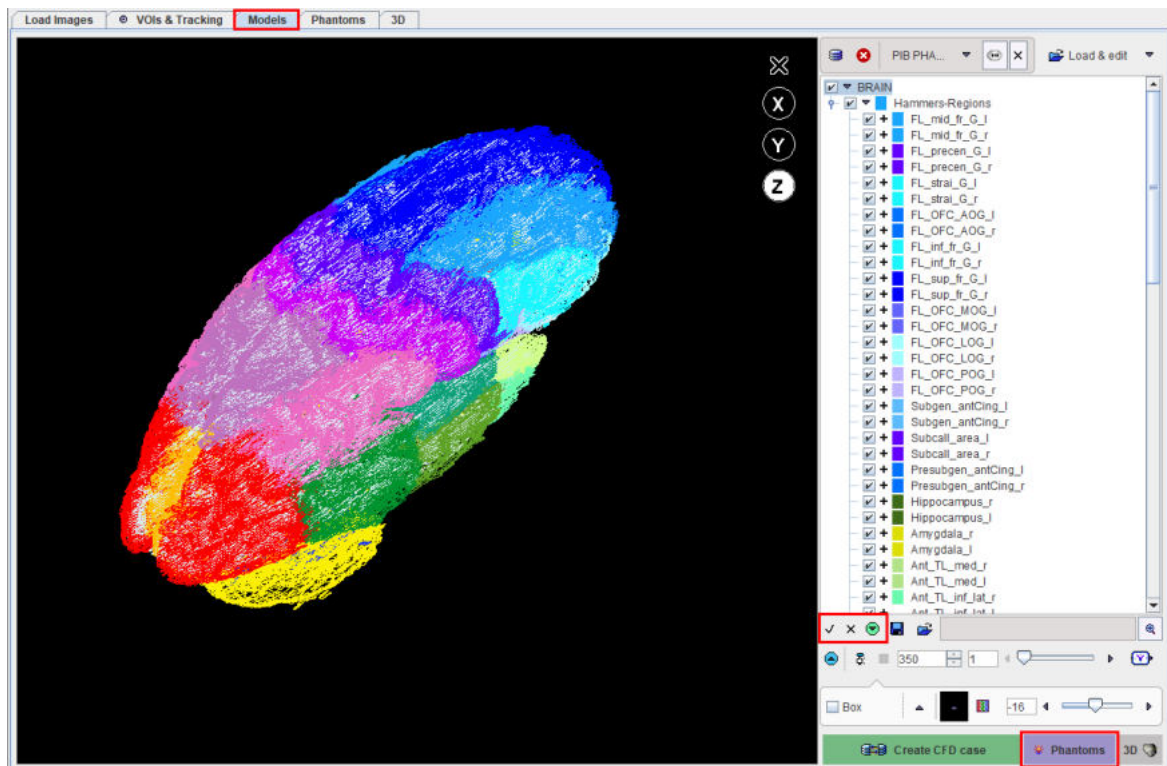 Load Images VOIs & Tracking Models Phantoms 3D
PIB PHA... Load & edit
X
Y
Z
BRAIN
Hammers-Regions
FL_mid_fr_G_l
FL_mid_fr_G_r
FL_precen_G_l
FL_precen_G_r
FL_strai_G_l
FL_strai_G_r
FL_OFC_AOG_l
FL_OFC_AOG_r
FL_inf_fr_G_l
FL_inf_fr_G_r
FL_sup_fr_G_l
FL_sup_fr_G_r
FL_OFC_MOG_l
FL_OFC_MOG_r
FL_OFC_LOG_l
FL_OFC_LOG_r
FL_OFC_POG_l
FL_OFC_POG_r
Subgen_antCing_l
Subgen_antCing_r
Subcall_area_l
Subcall_area_r
Presubgen_antCing_l
Presubgen_antCing_r
Hippocampus_r
Hippocampus_l
Amygdala_r
Amygdala_l
Ant_TL_med_r
Ant_TL_med_l
Ant_TL_inf_lat_r
Ant_TL_inf_lat_l
350 1 Y
Box -16
Create CFD case Phantoms 3D